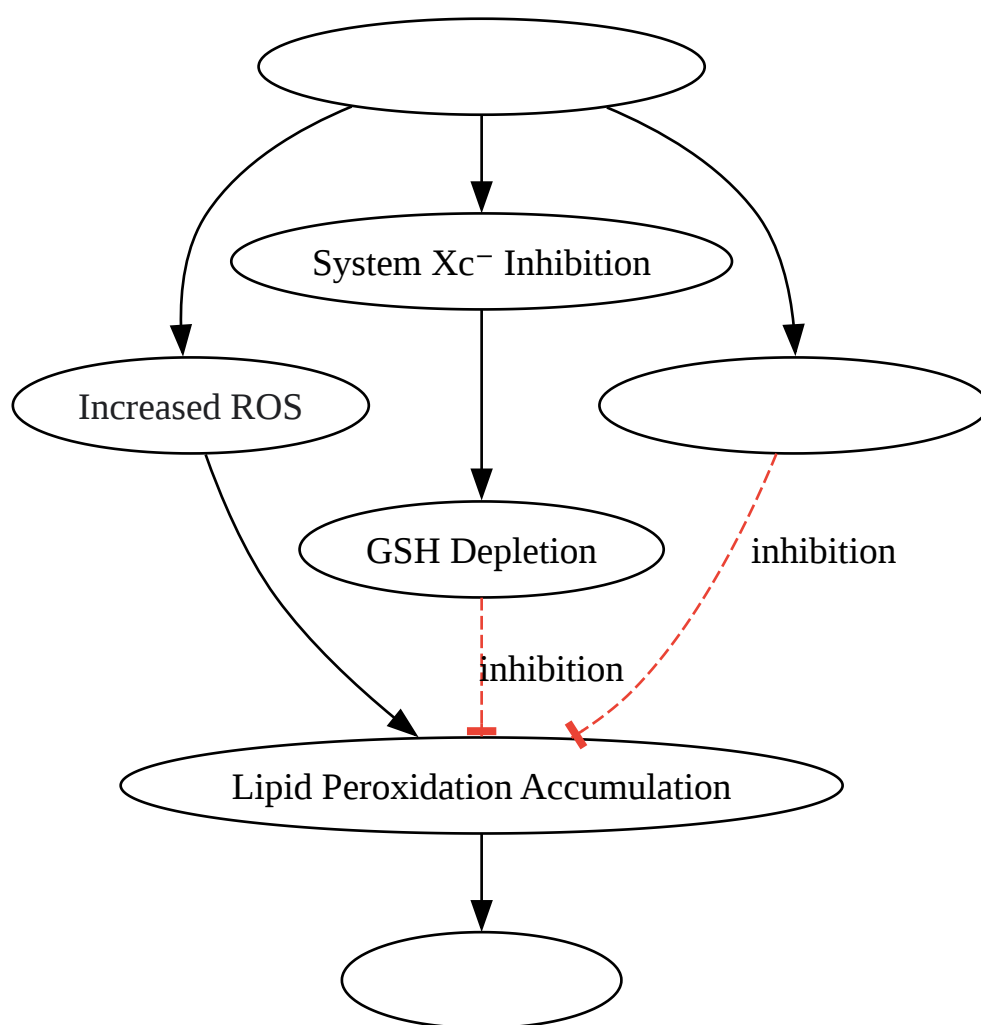 System Xc⁻ Inhibition
Increased ROS
GSH Depletion
inhibition
inhibition
Lipid Peroxidation Accumulation